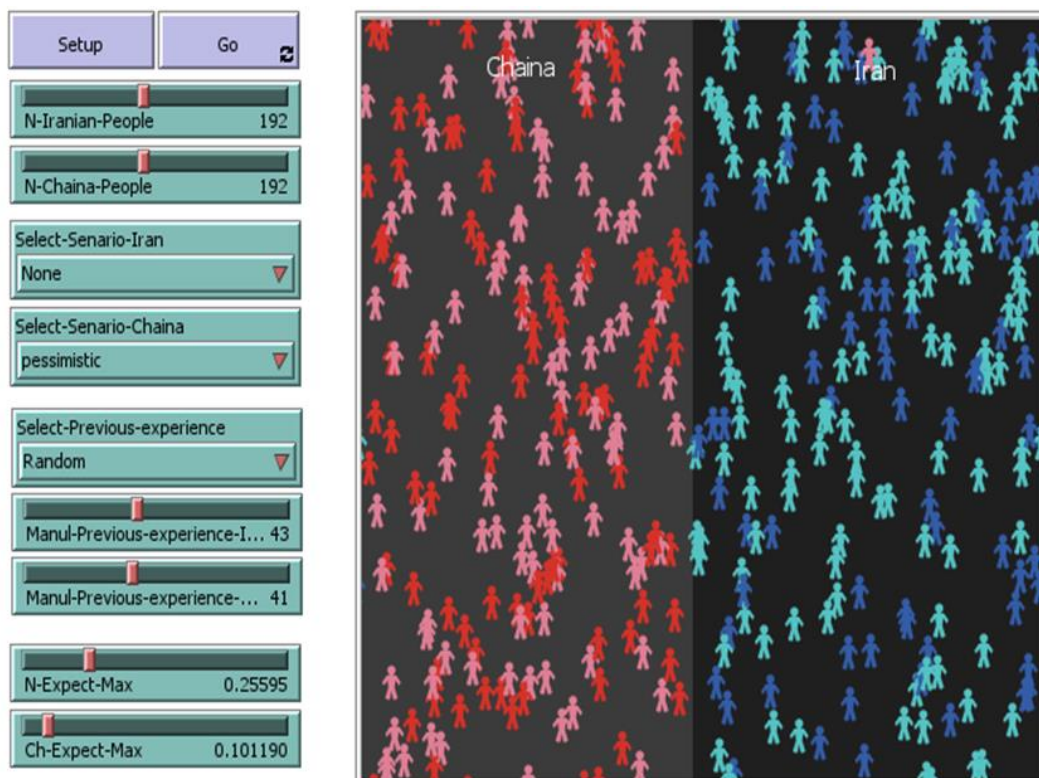 Setup
Go
N-Iranian-People 192
N-Chaina-People 192
Select-Senario-Iran
None
Select-Senario-Chaina
pessimistic
Select-Previous-experience
Random
Manul-Previous-experience-I... 43
Manul-Previous-experience-... 41
N-Expect-Max 0.25595
Ch-Expect-Max 0.101190
Chaina
Iran